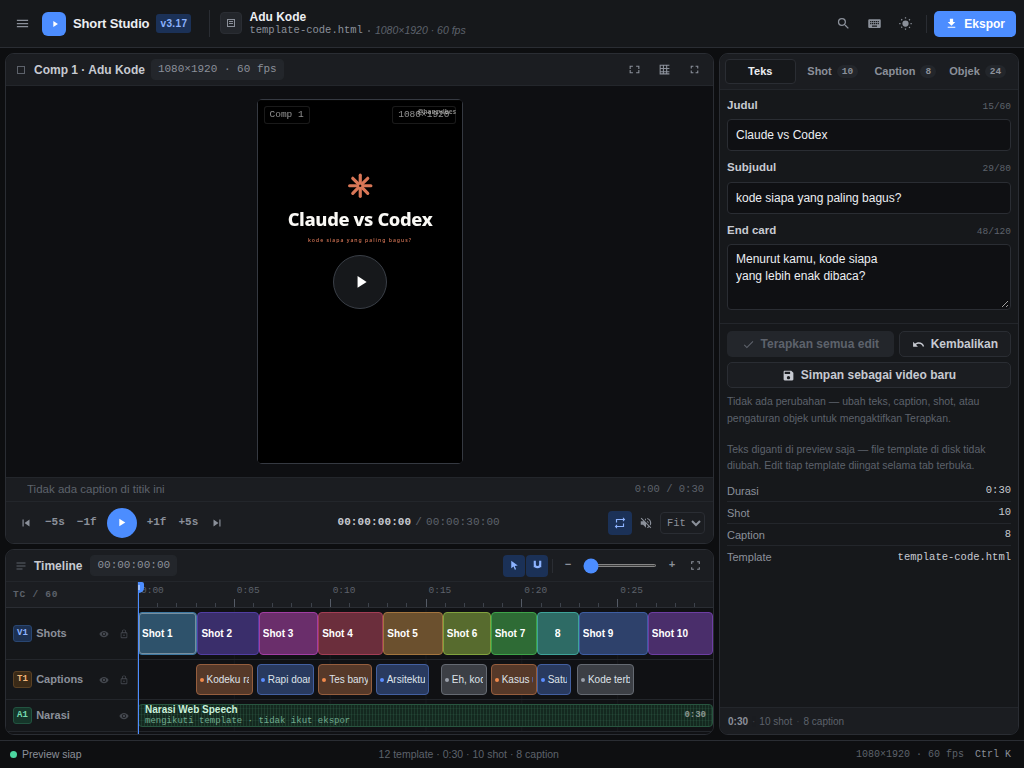 Short Studio v3.17
Adu Kode
template-code.html · 1080×1920 · 60 fps
Ekspor
Comp 1 · Adu Kode 1080×1920 · 60 fps
Comp 1
1080×1920
Claude vs Codex
kode siapa yang paling bagus?
Tidak ada caption di titik ini
0:00 / 0:30
−5s −1f +1f +5s
00:00:00:00 / 00:00:30:00
Fit
Teks Shot 10 Caption 8 Objek 24
Judul 15/60
Claude vs Codex
Subjudul 29/80
kode siapa yang paling bagus?
End card 48/120
Menurut kamu, kode siapa
yang lebih enak dibaca?
Terapkan semua edit
Kembalikan
Simpan sebagai video baru
Tidak ada perubahan — ubah teks, caption, shot, atau
pengaturan objek untuk mengaktifkan Terapkan.
Teks diganti di preview saja — file template di disk tidak
diubah. Edit tiap template diingat selama tab terbuka.
Durasi 0:30
Shot 10
Caption 8
Template template-code.html
0:30 · 10 shot · 8 caption
Timeline 00:00:00:00
− +
TC / 60
0:00 0:05 0:10 0:15 0:20 0:25
V1 Shots
Shot 1 Shot 2 Shot 3 Shot 4 Shot 5 Shot 6 Shot 7 8 Shot 9 Shot 10
T1 Captions
Kodeku ra Rapi doan Tes bany Arsitektu Eh, koc Kasus Satu Kode terb
A1 Narasi
Narasi Web Speech
mengikuti template · tidak ikut ekspor
0:30
Preview siap
12 template · 0:30 · 10 shot · 8 caption
1080×1920 · 60 fps Ctrl K